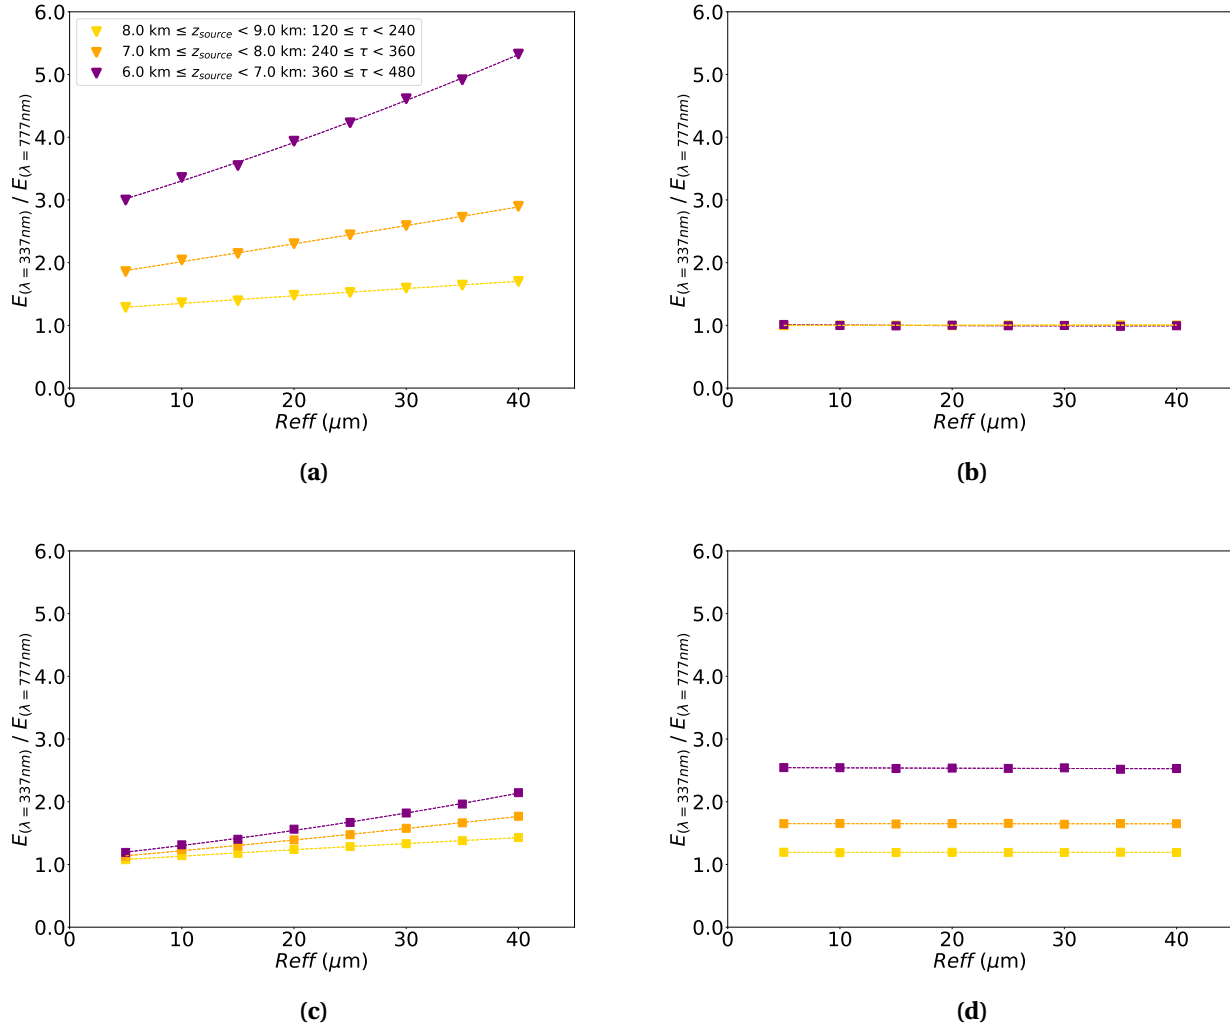 6.0
5.0
4.0
3.0
2.0
1.0
0.0
E(λ = 337nm) / E(λ = 777nm)
8.0 km ≤ zsource < 9.0 km: 120 ≤ τ < 240
7.0 km ≤ zsource < 8.0 km: 240 ≤ τ < 360
6.0 km ≤ zsource < 7.0 km: 360 ≤ τ < 480
0 10 20 30 40
Reff (μm)
(a)
6.0
5.0
4.0
3.0
2.0
1.0
0.0
E(λ = 337nm) / E(λ = 777nm)
0 10 20 30 40
Reff (μm)
(b)
6.0
5.0
4.0
3.0
2.0
1.0
0.0
E(λ = 337nm) / E(λ = 777nm)
0 10 20 30 40
Reff (μm)
(c)
6.0
5.0
4.0
3.0
2.0
1.0
0.0
E(λ = 337nm) / E(λ = 777nm)
0 10 20 30 40
Reff (μm)
(d)